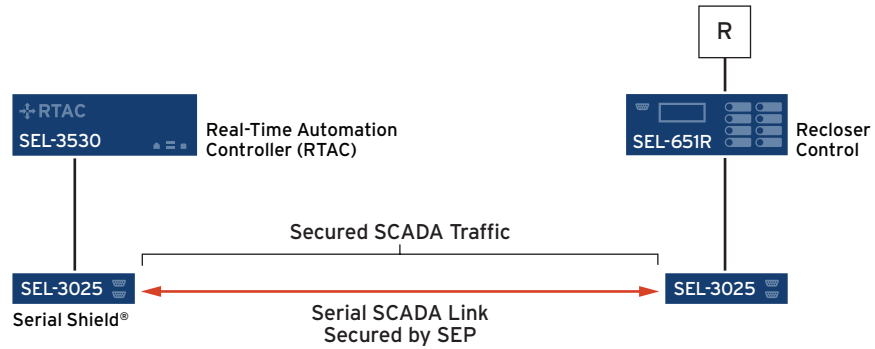 R
RTAC
SEL-3530
Real-Time Automation
Controller (RTAC)
SEL-651R
Recloser
Control
Secured SCADA Traffic
SEL-3025
Serial Shield®
Serial SCADA Link
Secured by SEP
SEL-3025